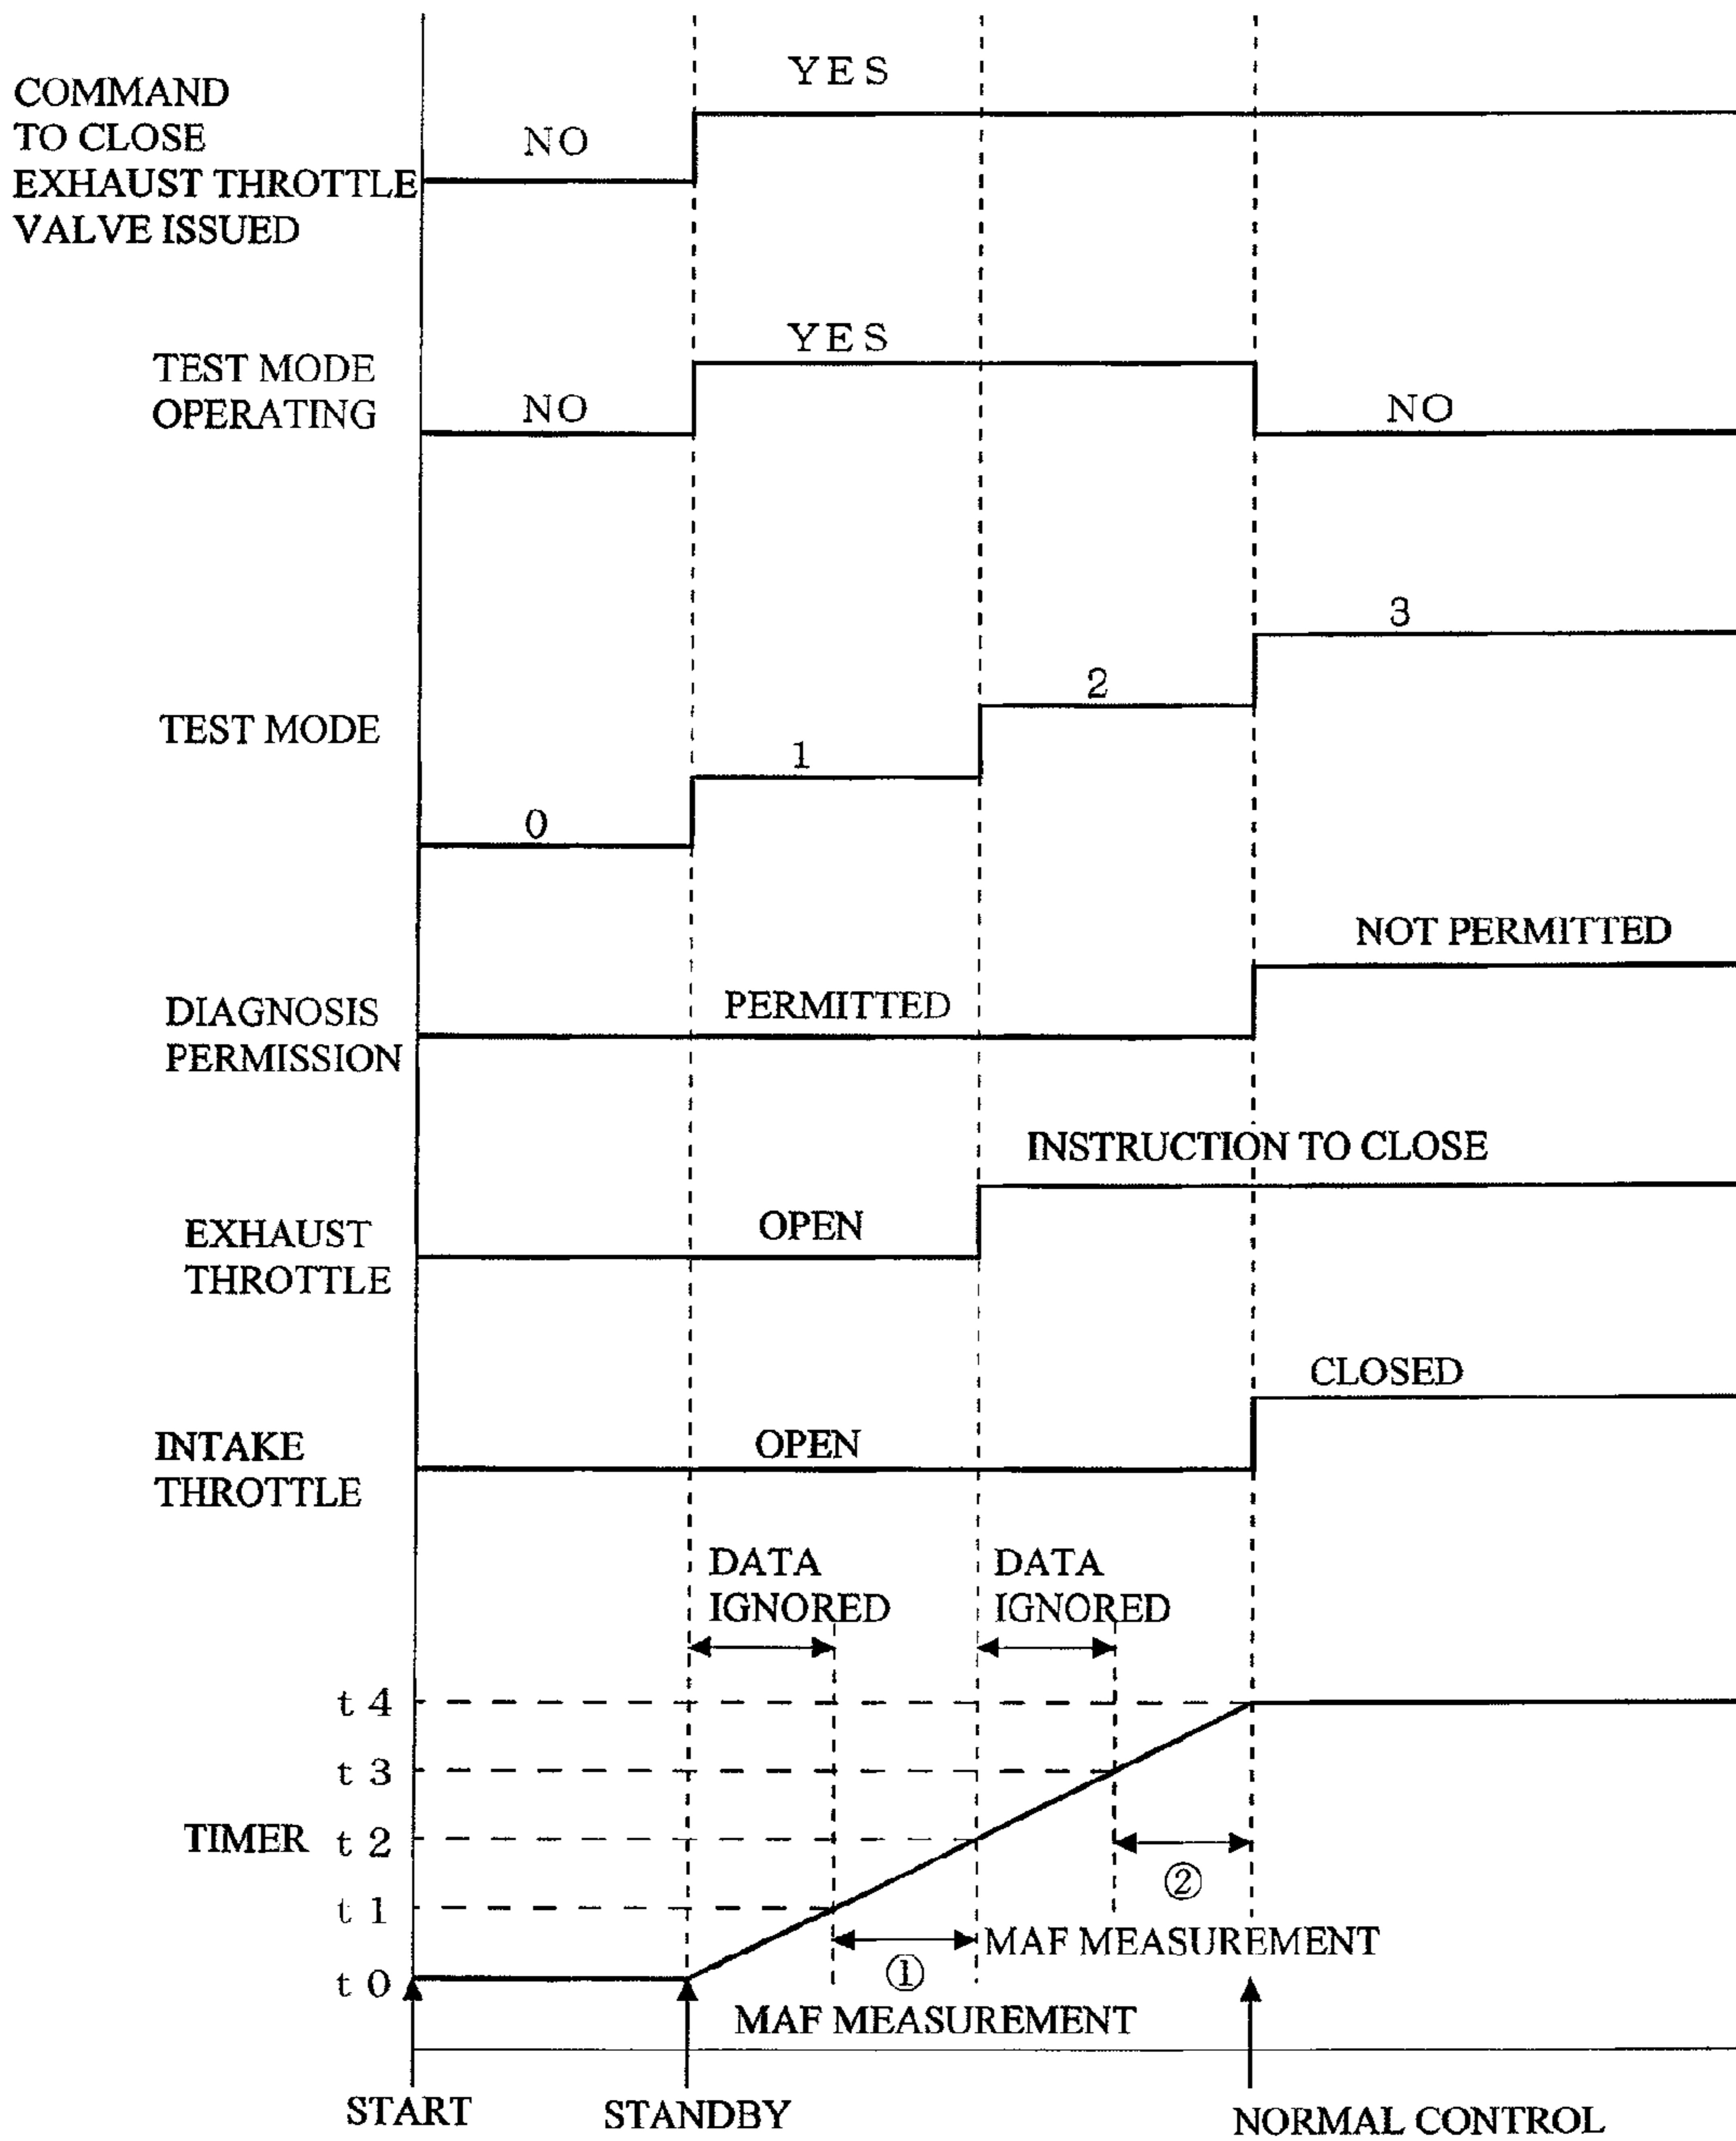 YES
COMMAND
TO CLOSE
EXHAUST THROTTLE
VALVE ISSUED
NO
YES
TEST MODE
OPERATING
NO
NO
3
2
TEST MODE
1
0
NOT PERMITTED
DIAGNOSIS
PERMISSION
PERMITTED
INSTRUCTION TO CLOSE
EXHAUST
THROTTLE
OPEN
CLOSED
INTAKE
THROTTLE
OPEN
DATA
IGNORED
DATA
IGNORED
t 4
t 3
TIMER
t 2
②
t 1
MAF MEASUREMENT
①
t 0
MAF MEASUREMENT
START
STANDBY
NORMAL CONTROL